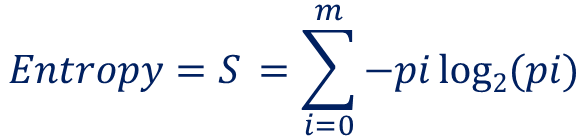 Entropy = S = ∑_{i=0}^{m} −pi log₂(pi)